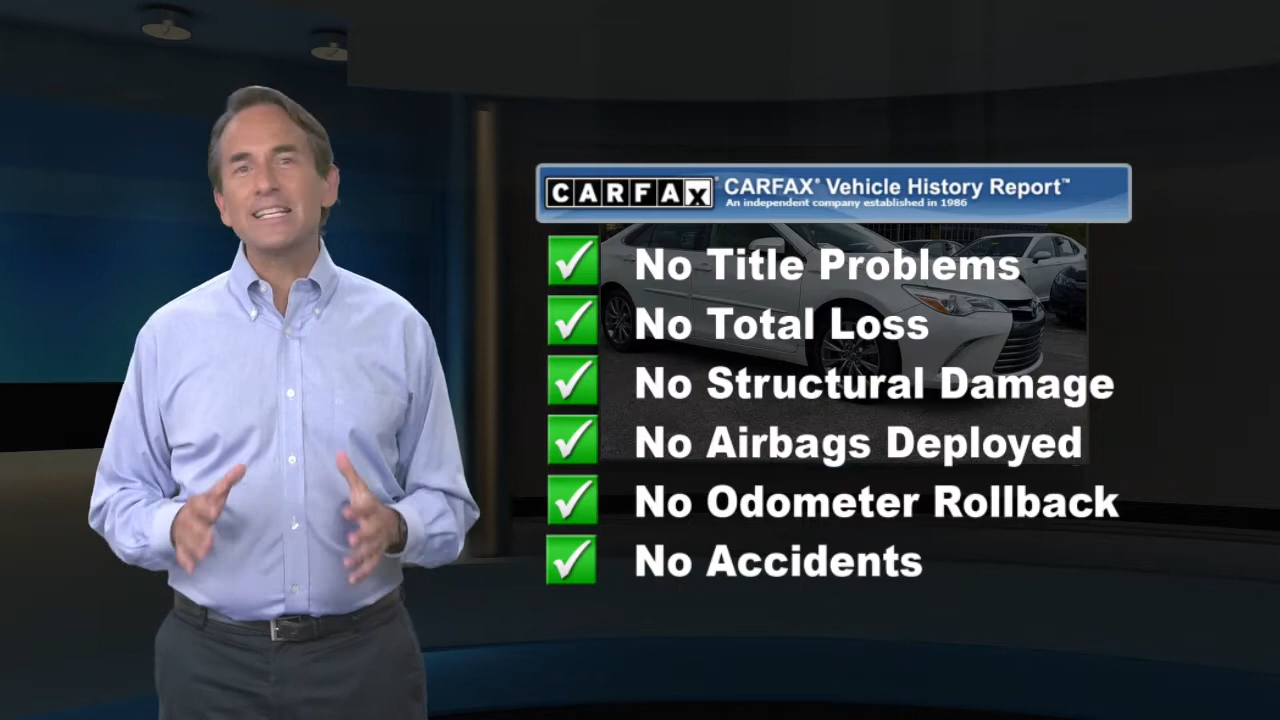 CARFAX® CARFAX® Vehicle History Report™
An independent company established in 1986
No Title Problems
No Total Loss
No Structural Damage
No Airbags Deployed
No Odometer Rollback
No Accidents